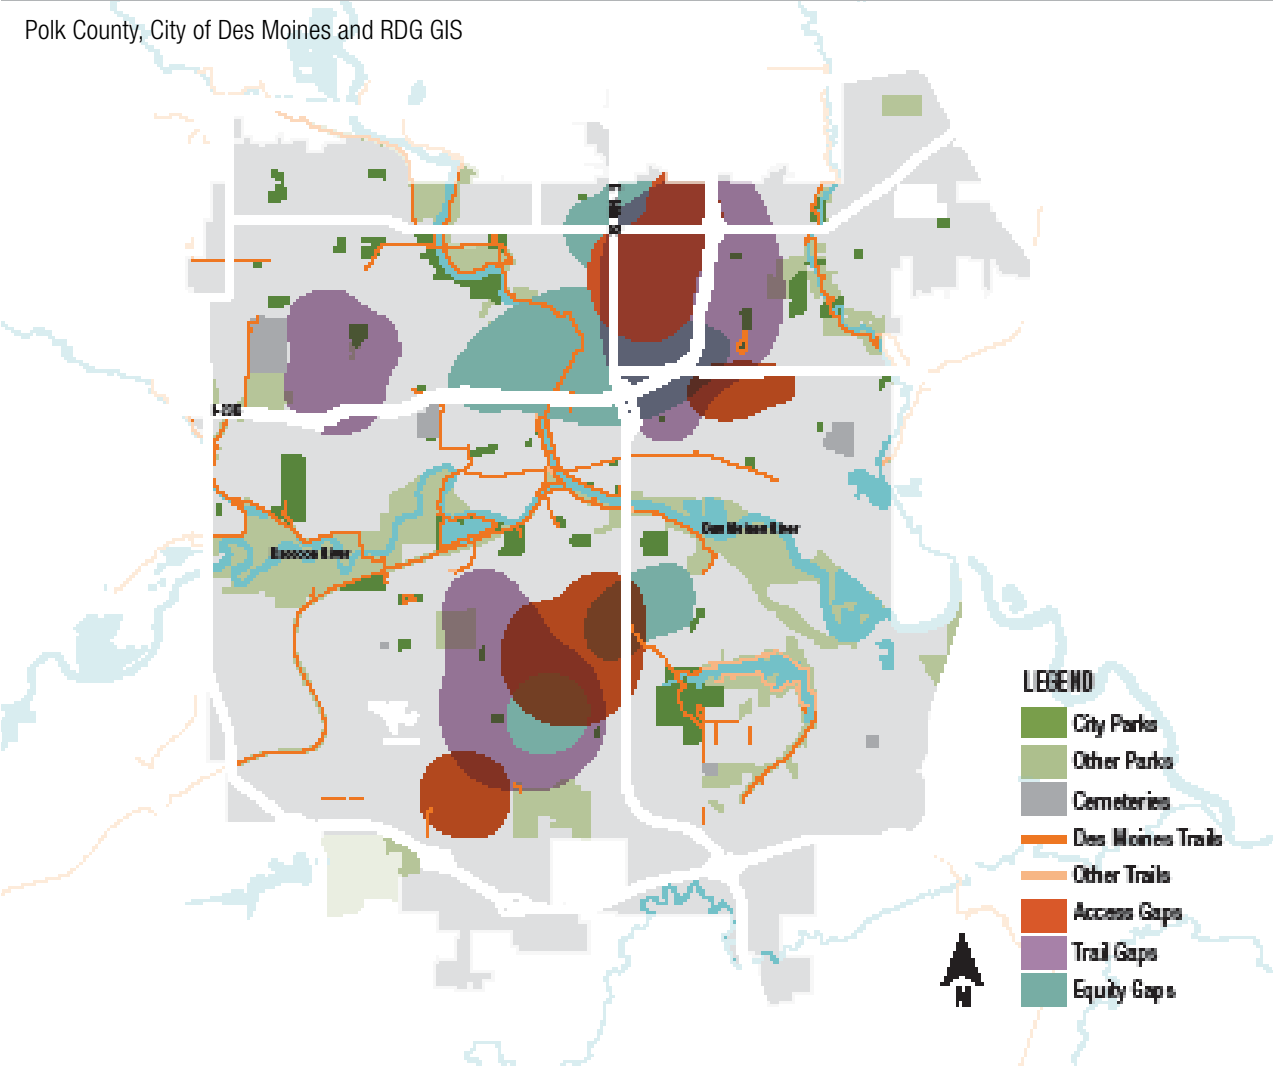 Polk County, City of Des Moines and RDG GIS
I-235
Des Moines River
Raccoon River
LEGEND
City Parks
Other Parks
Cemeteries
Des Moines Trails
Other Trails
Access Gaps
Trail Gaps
Equity Gaps
N